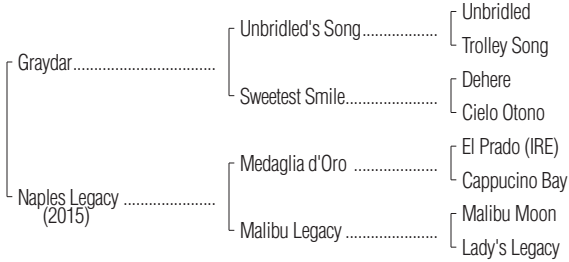 Unbridled
Unbridled's Song....................
Trolley Song
Graydar..................................
Dehere
Sweetest Smile........................
Cielo Otono
El Prado (IRE)
Medaglia d'Oro ......................
Cappucino Bay
Naples Legacy ......................
(2015)
Malibu Moon
Malibu Legacy ........................
Lady's Legacy